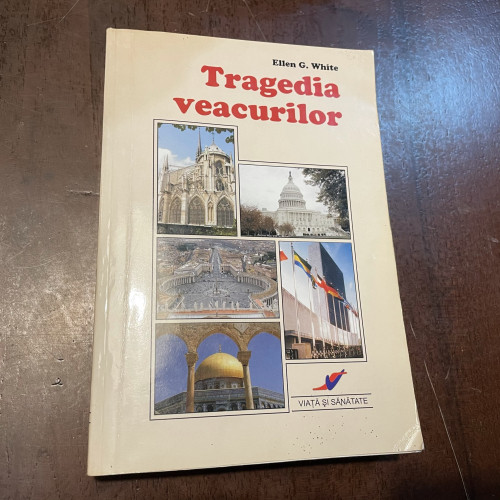 Ellen G. White
Tragedia
veacurilor
VIAȚĂ ȘI SĂNĂTATE